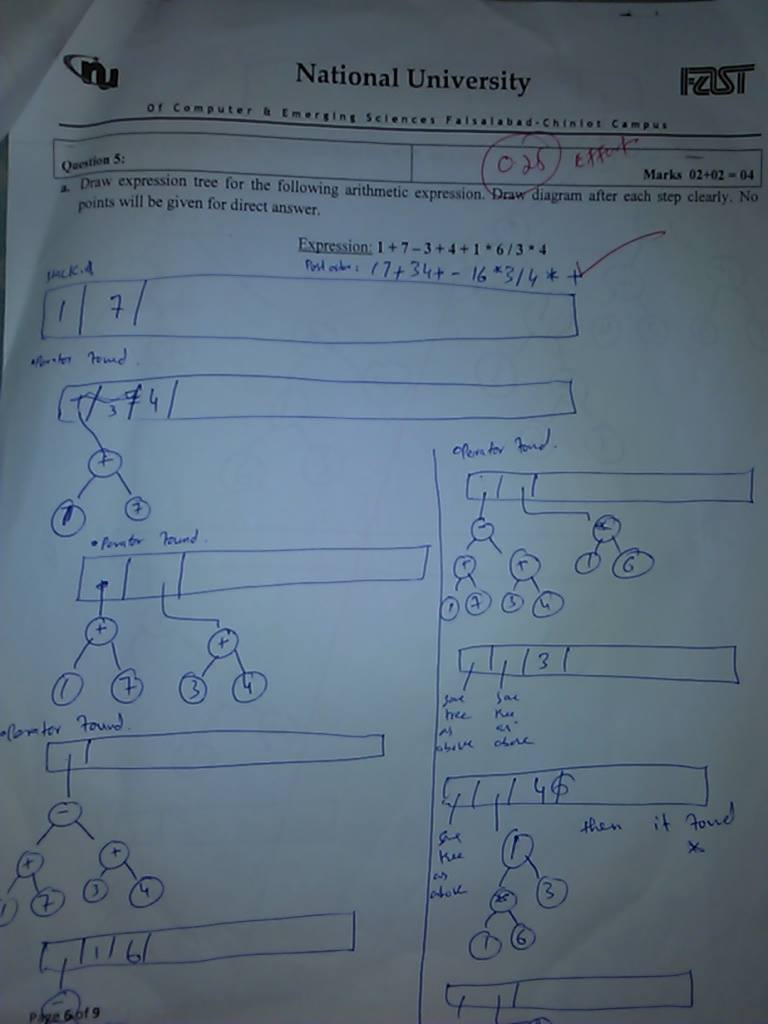 nu
National University
FAST
Of Computer & Emerging Sciences Faisalabad-Chiniot Campus
Question 5:
0.25 Effort
Marks 02+02 = 04
a. Draw expression tree for the following arithmetic expression. Draw diagram after each step clearly. No
points will be given for direct answer.
Expression: 1 + 7 – 3 + 4 + 1 * 6 / 3 * 4
Post order: 17+34+- 16*3/4*+
1 7
operator found.
3 4
+
1 7
operator found.
+ +
1 7 3 4
operator found.
-
+ +
1 7 3 4
1 6
-
Page 6 of 9
operator found.
- *
+ + 1 6
1 7 3 4
3
same same
tree tree
as as
above above
4
then it found
*
same
tree
as
above
/
* 3
1 6